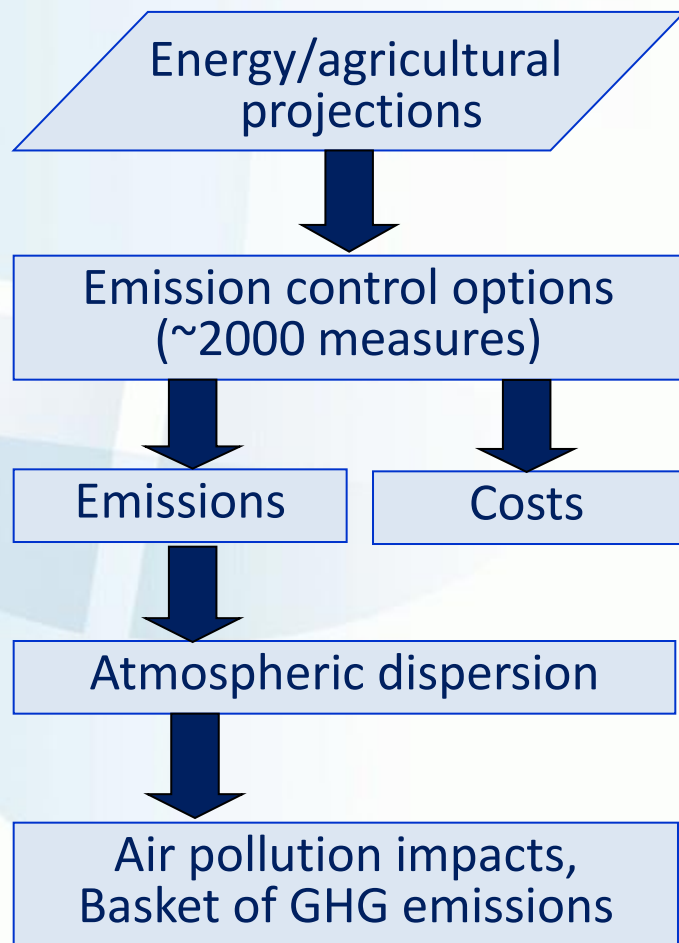 Energy/agricultural
projections
Emission control options
(~2000 measures)
Emissions
Costs
Atmospheric dispersion
Air pollution impacts,
Basket of GHG emissions